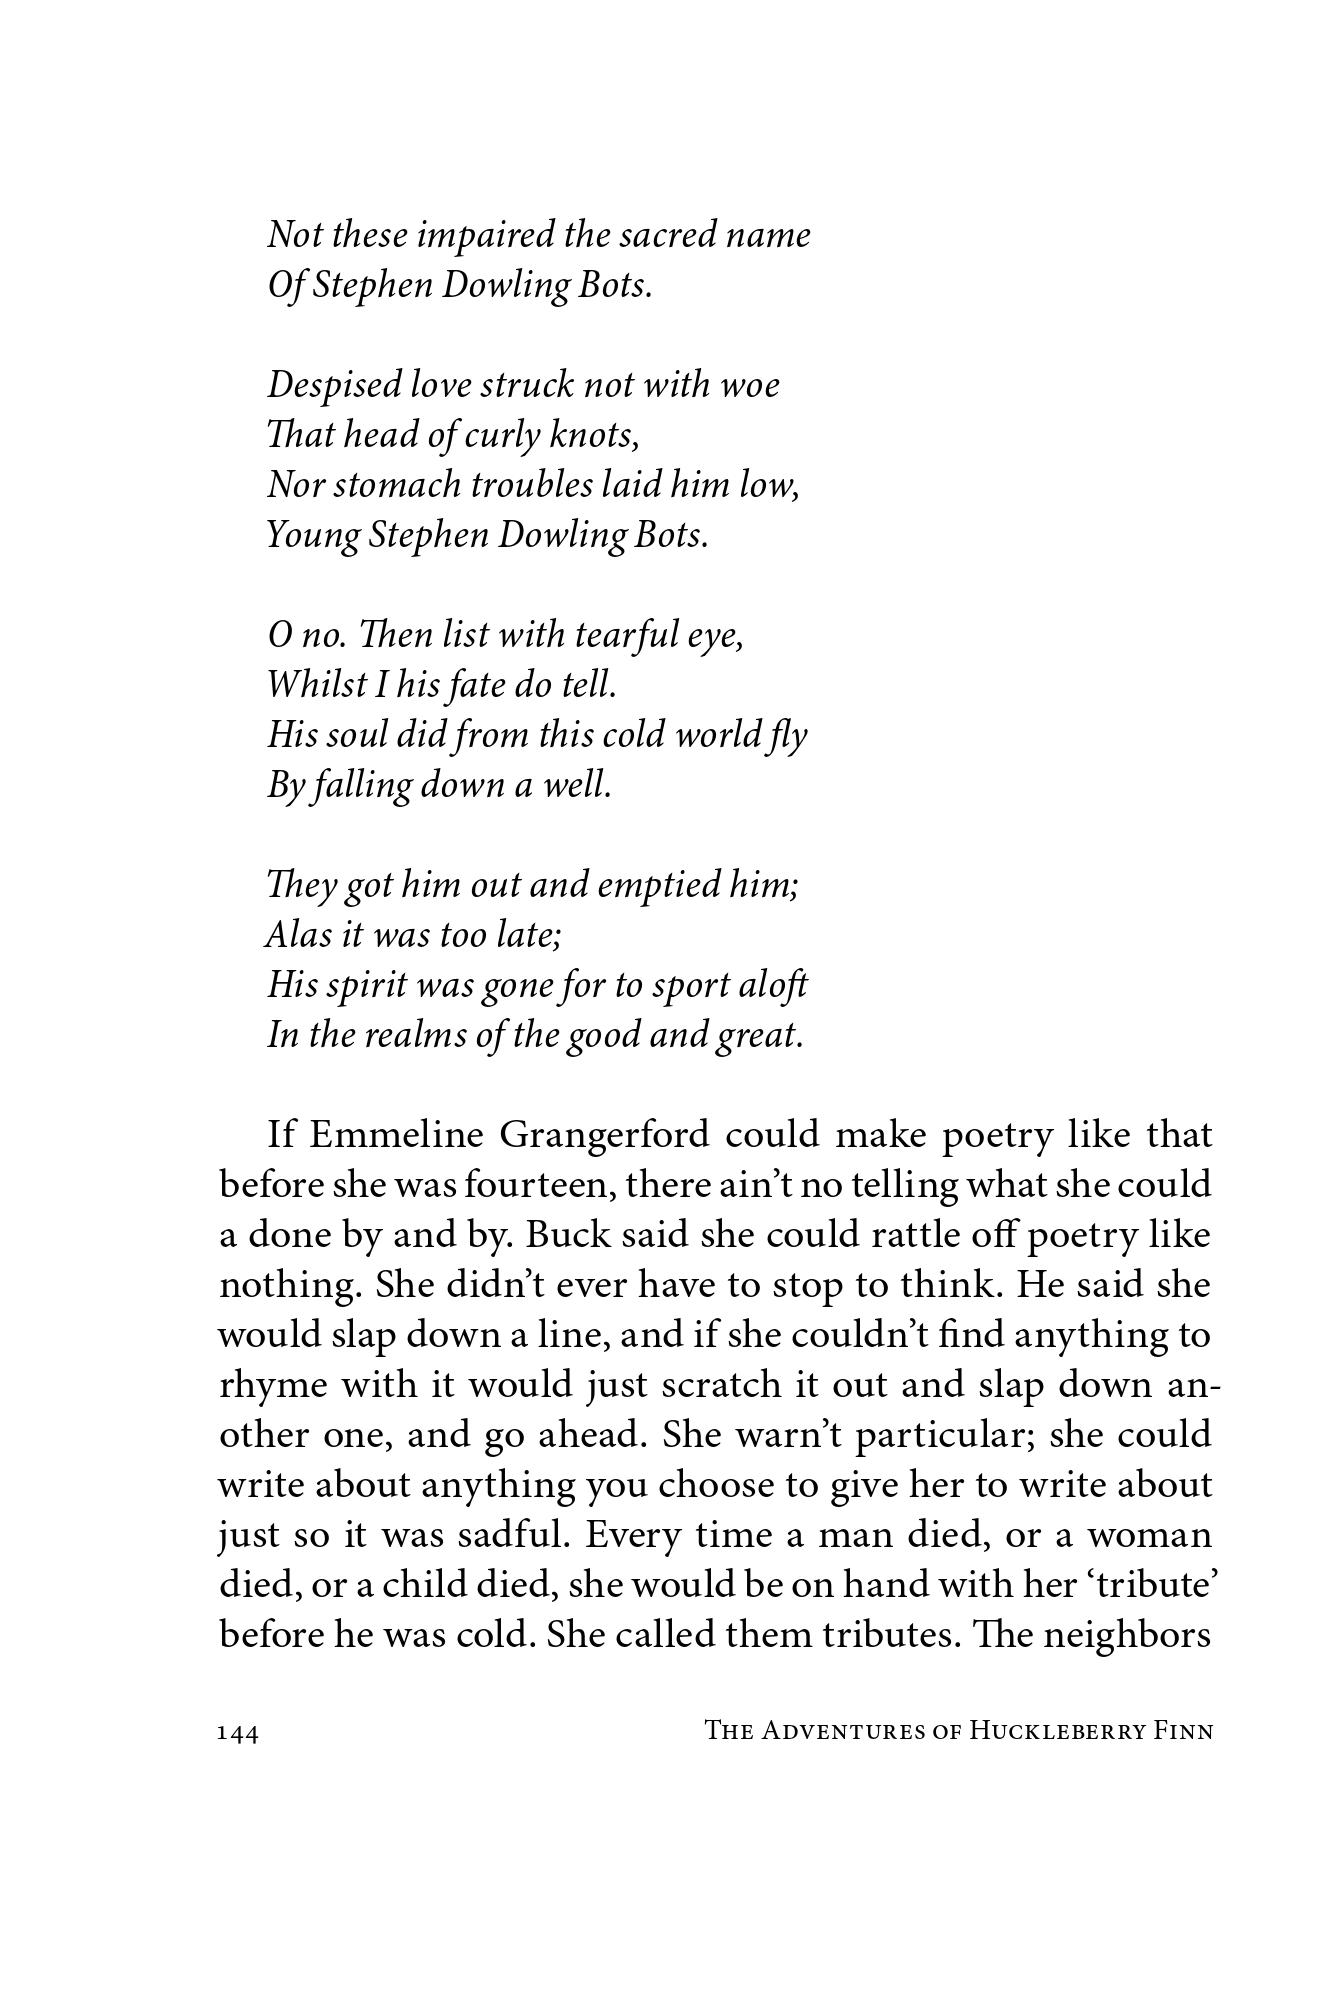 Not these impaired the sacred name
Of Stephen Dowling Bots.
Despised love struck not with woe
That head of curly knots,
Nor stomach troubles laid him low,
Young Stephen Dowling Bots.
O no. Then list with tearful eye,
Whilst I his fate do tell.
His soul did from this cold world fly
By falling down a well.
They got him out and emptied him;
Alas it was too late;
His spirit was gone for to sport aloft
In the realms of the good and great.
If Emmeline Grangerford could make poetry like that
before she was fourteen, there ain’t no telling what she could
a done by and by. Buck said she could rattle off poetry like
nothing. She didn’t ever have to stop to think. He said she
would slap down a line, and if she couldn’t find anything to
rhyme with it would just scratch it out and slap down an-
other one, and go ahead. She warn’t particular; she could
write about anything you choose to give her to write about
just so it was sadful. Every time a man died, or a woman
died, or a child died, she would be on hand with her ‘tribute’
before he was cold. She called them tributes. The neighbors
144 The Adventures of Huckleberry Finn